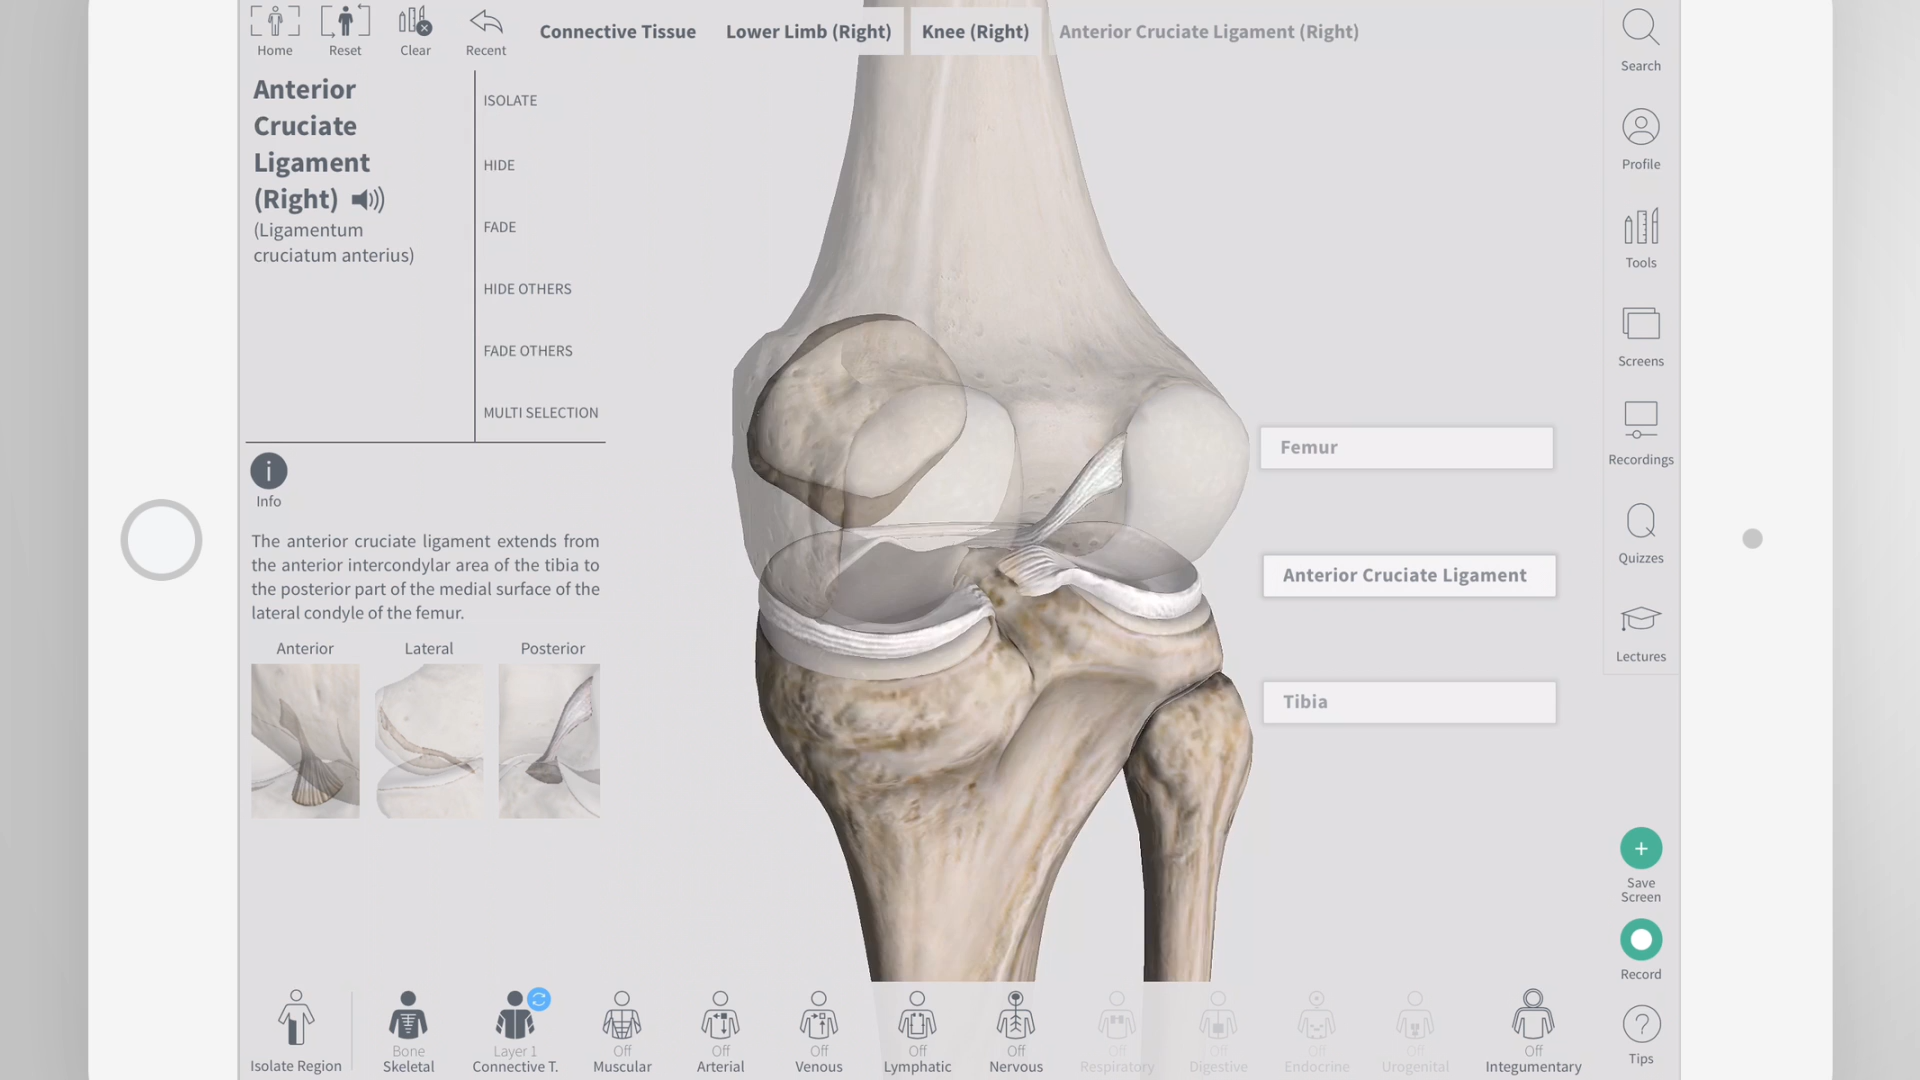 Home
Reset
Clear
Recent
Connective Tissue
Lower Limb (Right)
Knee (Right)
Anterior Cruciate Ligament (Right)
Anterior
Cruciate
Ligament
(Right)
(Ligamentum
cruciatum anterius)
ISOLATE
HIDE
FADE
HIDE OTHERS
FADE OTHERS
MULTI SELECTION
i
Info
The anterior cruciate ligament extends from
the anterior intercondylar area of the tibia to
the posterior part of the medial surface of the
lateral condyle of the femur.
Anterior
Lateral
Posterior
Femur
Anterior Cruciate Ligament
Tibia
Search
Profile
Tools
Screens
Recordings
Quizzes
Lectures
Save
Screen
Record
Tips
Isolate Region
Bone
Skeletal
Layer 1
Connective T.
Off
Muscular
Off
Arterial
Off
Venous
Off
Lymphatic
Off
Nervous
Off
Respiratory
Off
Digestive
Off
Endocrine
Off
Urogenital
Off
Integumentary